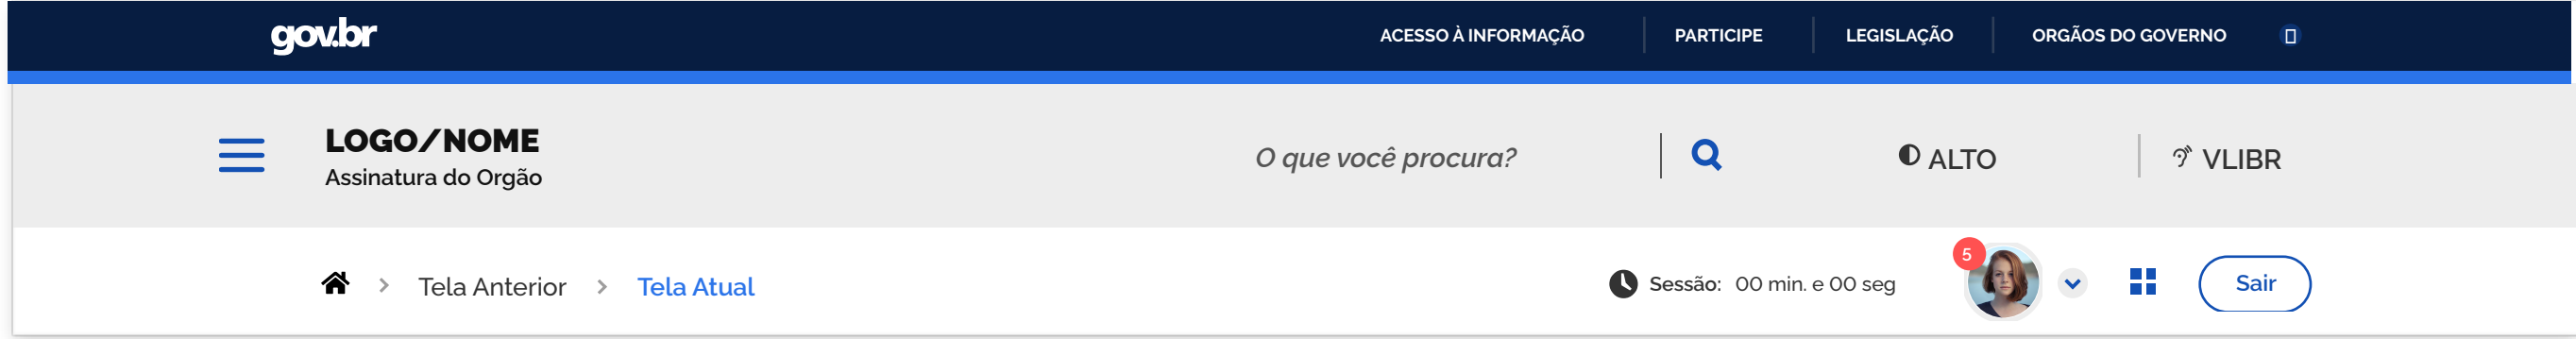 gov.br ACESSO À INFORMAÇÃO PARTICIPE LEGISLAÇÃO ORGÃOS DO GOVERNO
LOGO/NOME
Assinatura do Orgão
O que você procura? ALTO VLIBR
Tela Anterior Tela Atual Sessão: 00 min. e 00 seg 5 Sair